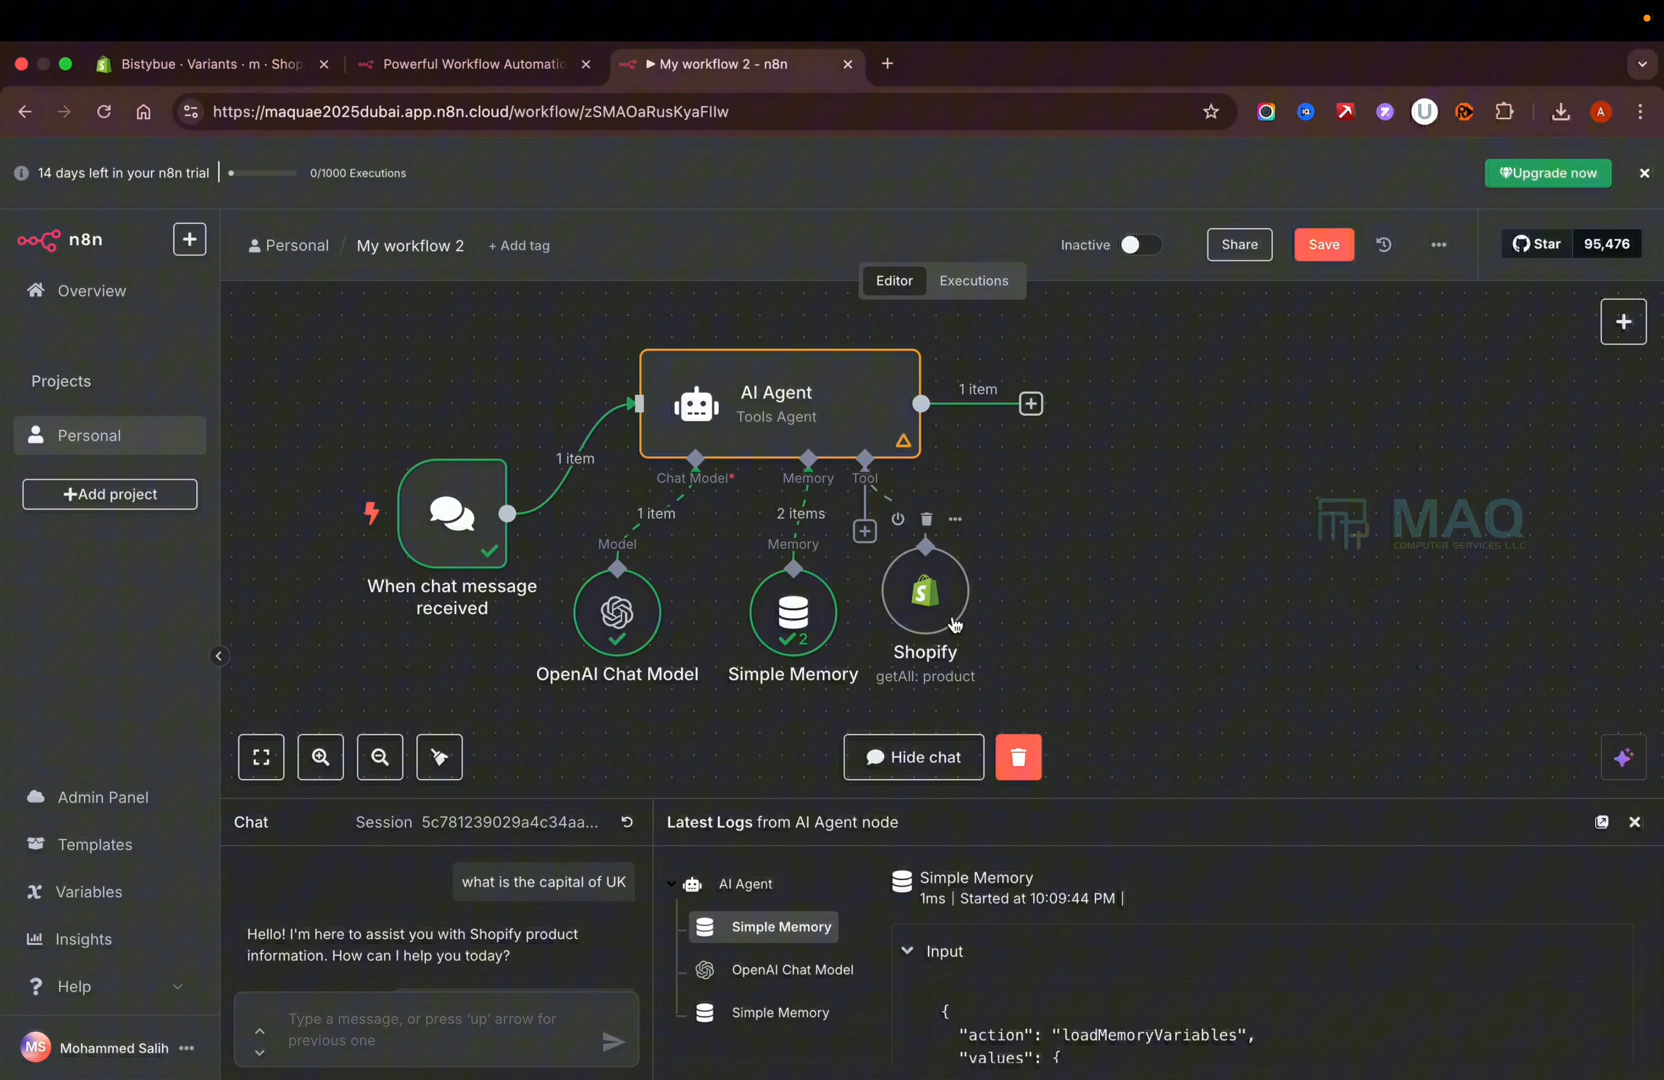 Bistybue · Variants · m · Shop
Powerful Workflow Automatio
▶ My workflow 2 - n8n
https://maquae2025dubai.app.n8n.cloud/workflow/zSMAOaRusKyaFIlw
A
14 days left in your n8n trial
0/1000 Executions
Upgrade now
n8n
Personal / My workflow 2 + Add tag
Inactive
Share
Save
Star 95,476
Overview
Editor
Executions
Projects
Personal
+Add project
AI Agent
Tools Agent
1 item
1 item
Chat Model*
Memory
Tool
1 item
2 items
Model
Memory
When chat message
received
2
OpenAI Chat Model
Simple Memory
Shopify
getAll: product
MAQ
COMPUTER SERVICES LLC
Hide chat
Admin Panel
Templates
Variables
Insights
Help
MS Mohammed Salih
Chat
Session 5c781239029a4c34aa...
what is the capital of UK
Hello! I'm here to assist you with Shopify product
information. How can I help you today?
Type a message, or press ‘up’ arrow for
previous one
Latest Logs from AI Agent node
AI Agent
Simple Memory
OpenAI Chat Model
Simple Memory
Simple Memory
1ms | Started at 10:09:44 PM |
Input
{
"action": "loadMemoryVariables",
"values": {